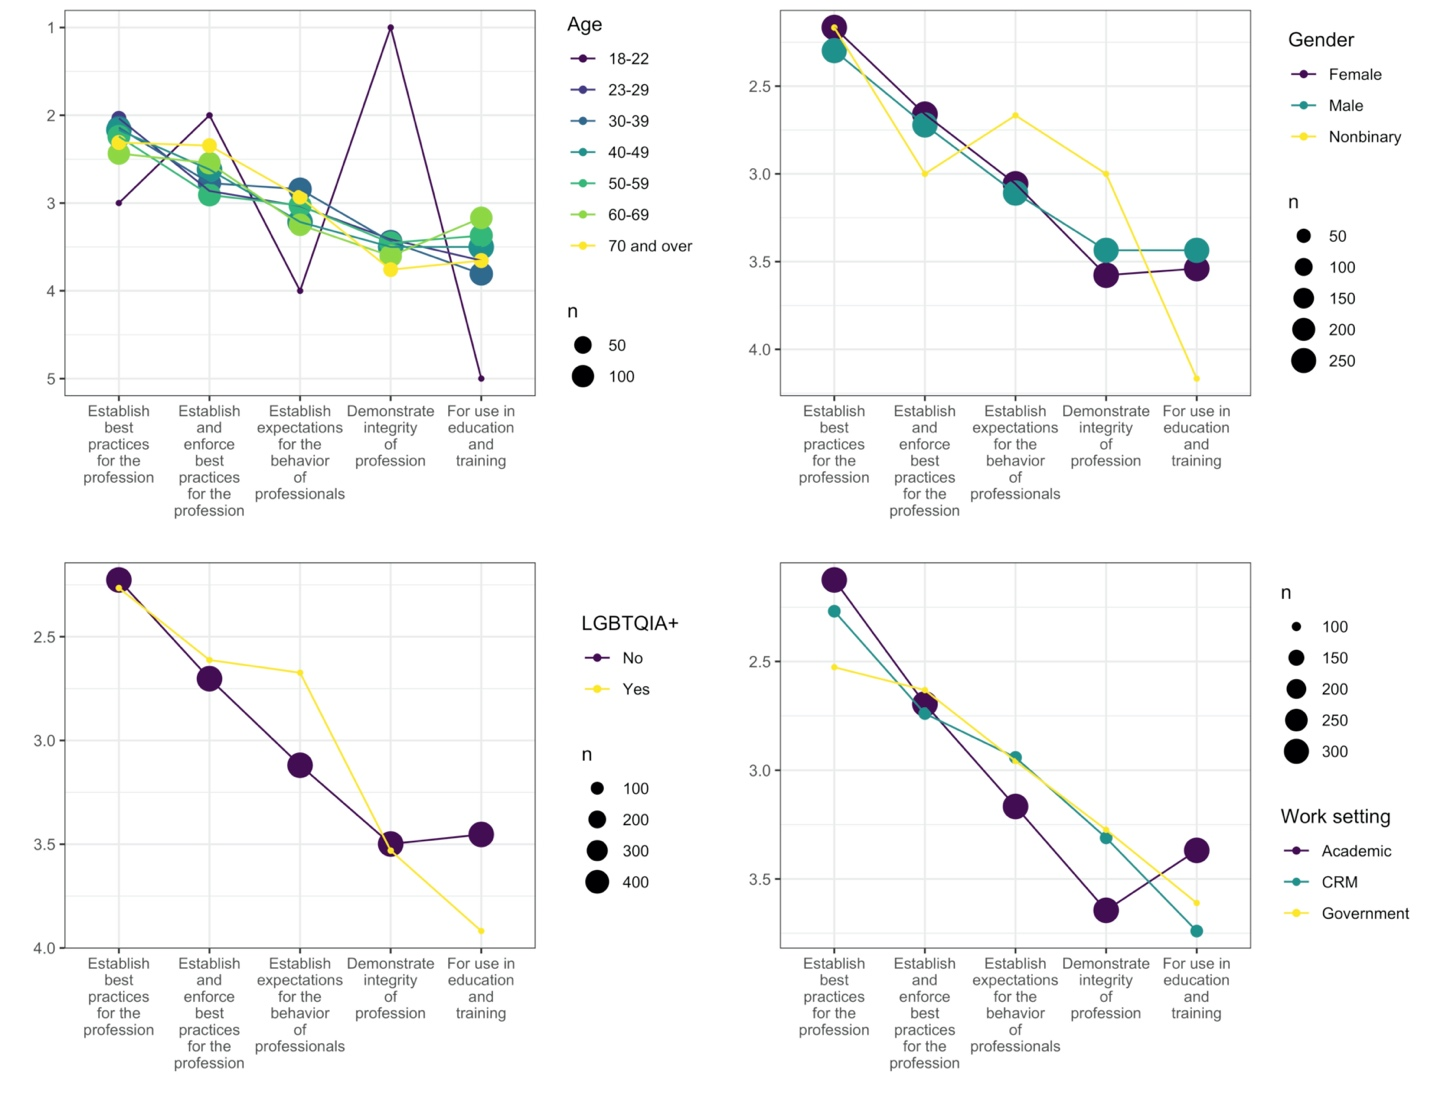 1
2
3
4
5
Establish
best
practices
for the
profession
Establish
and
enforce
best
practices
for the
profession
Establish
expectations
for the
behavior
of
professionals
Demonstrate
integrity
of
profession
For use in
education
and
training
Age
18-22
23-29
30-39
40-49
50-59
60-69
70 and over
n
50
100
2.5
3.0
3.5
4.0
Establish
best
practices
for the
profession
Establish
and
enforce
best
practices
for the
profession
Establish
expectations
for the
behavior
of
professionals
Demonstrate
integrity
of
profession
For use in
education
and
training
Gender
Female
Male
Nonbinary
n
50
100
150
200
250
2.5
3.0
3.5
4.0
Establish
best
practices
for the
profession
Establish
and
enforce
best
practices
for the
profession
Establish
expectations
for the
behavior
of
professionals
Demonstrate
integrity
of
profession
For use in
education
and
training
LGBTQIA+
No
Yes
n
100
200
300
400
2.5
3.0
3.5
Establish
best
practices
for the
profession
Establish
and
enforce
best
practices
for the
profession
Establish
expectations
for the
behavior
of
professionals
Demonstrate
integrity
of
profession
For use in
education
and
training
n
100
150
200
250
300
Work setting
Academic
CRM
Government